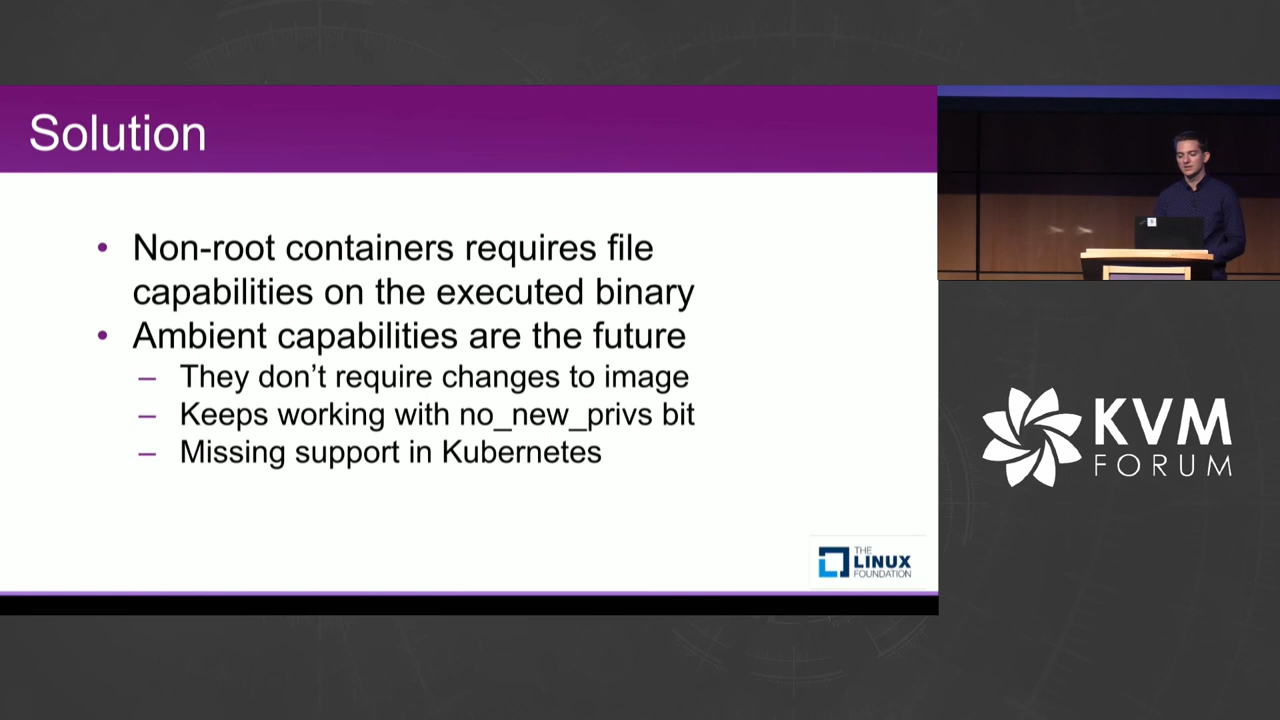 Solution
• Non-root containers requires file
capabilities on the executed binary
• Ambient capabilities are the future
– They don't require changes to image
– Keeps working with no_new_privs bit
– Missing support in Kubernetes
THE
LINUX
FOUNDATION
KVM
FORUM